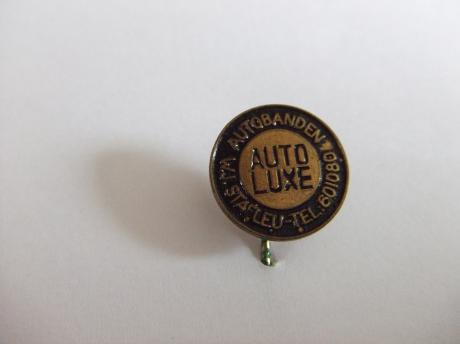 AUTOBANDEN
AUTO
LUXE
W.J. STA LEU-TEL. 601080